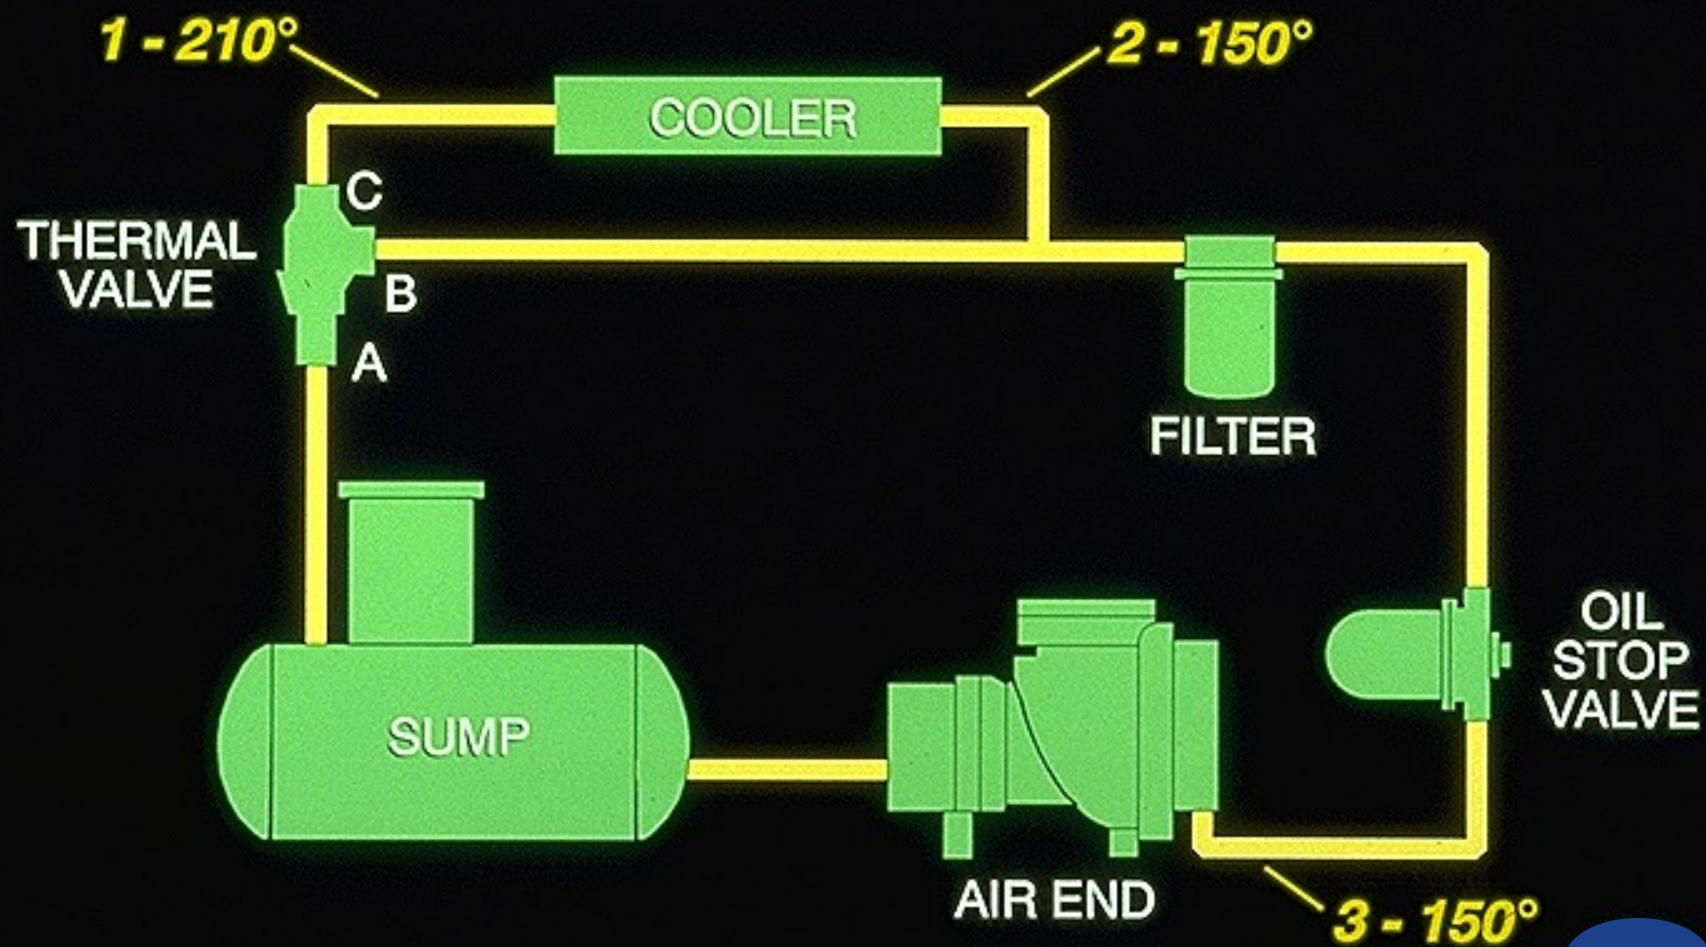 1 - 210°
2 - 150°
COOLER
C
THERMAL
VALVE
B
A
FILTER
OIL
STOP
VALVE
SUMP
AIR END
3 - 150°